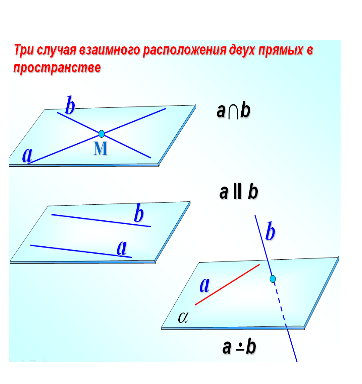 Три случая взаимного расположения двух прямых в
пространстве
b
a∩b
M
a
a || b
b
b
a
a
α
a ∸ b